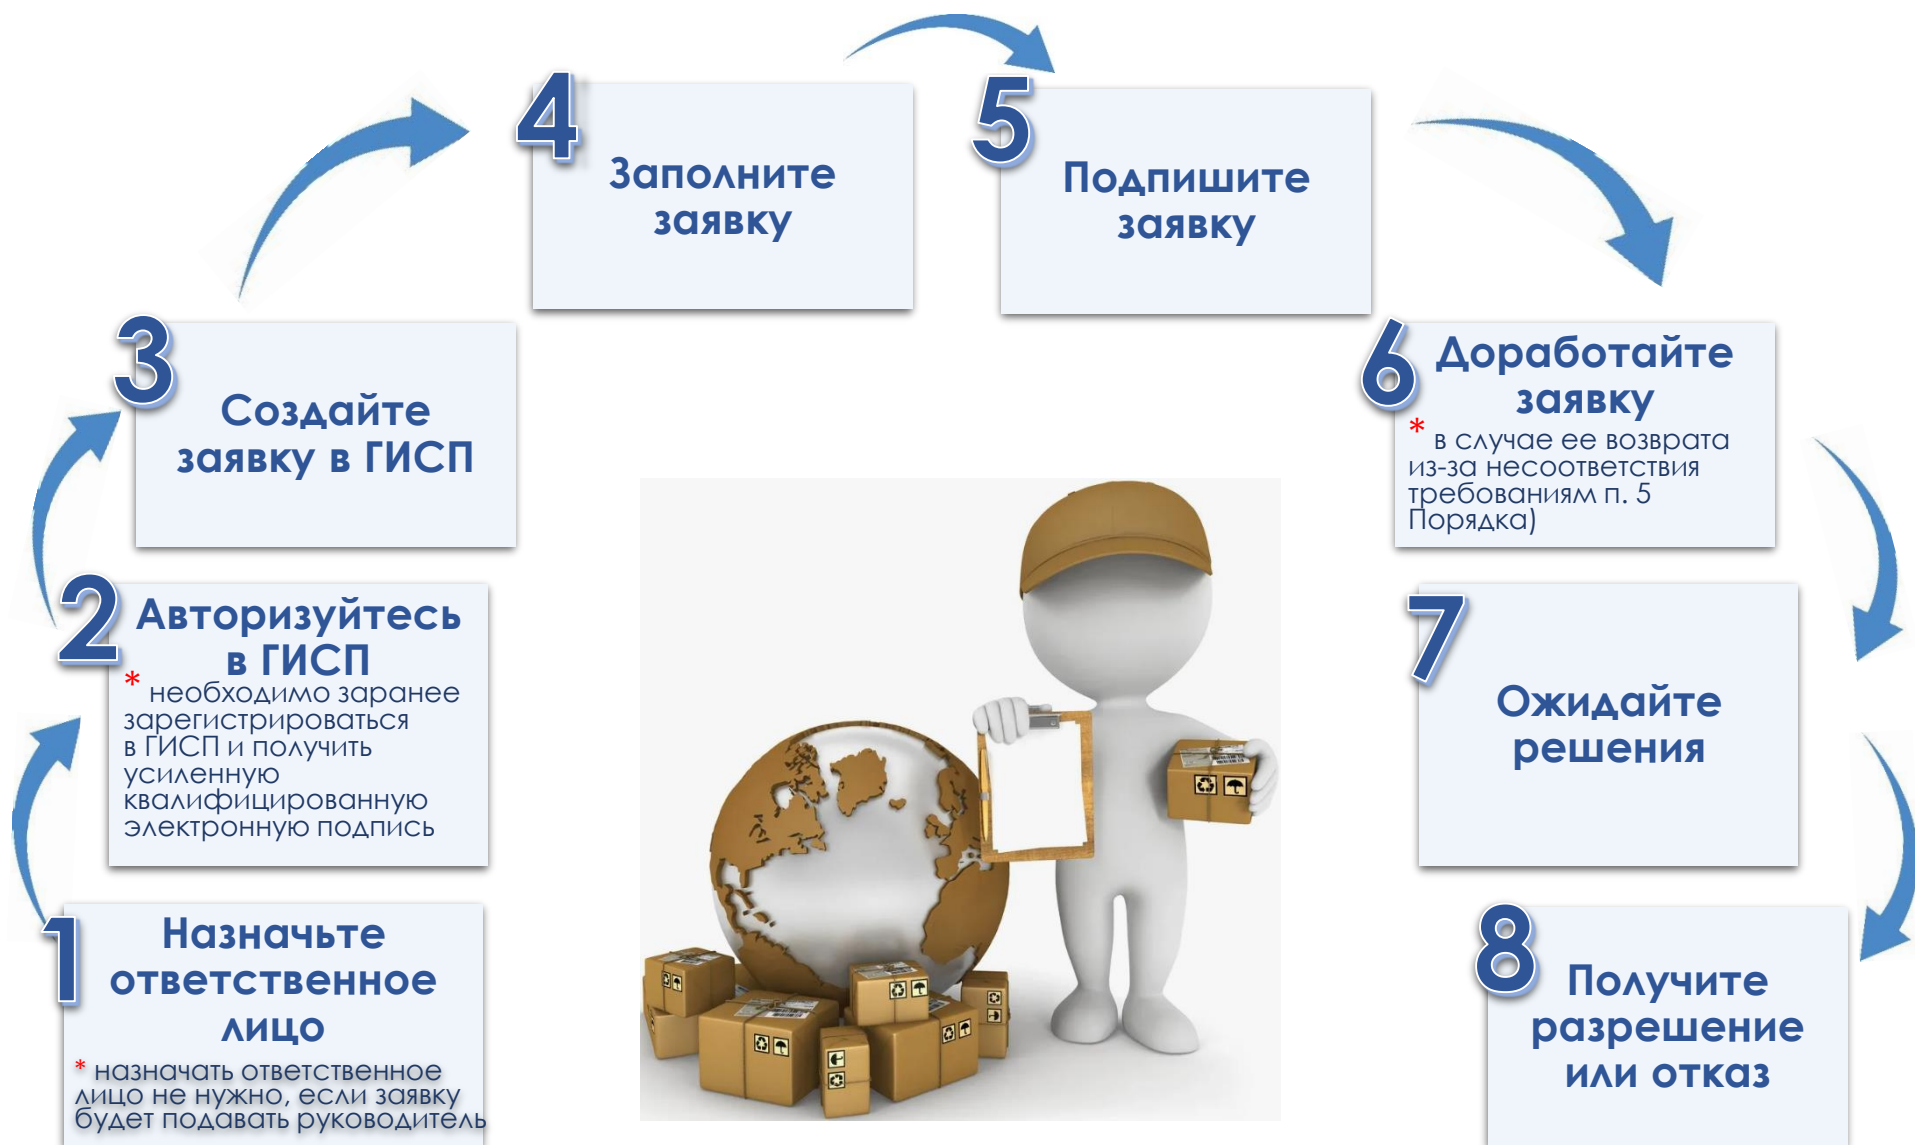 1
Назначьте
ответственное
лицо
* назначать ответственное
лицо не нужно, если заявку
будет подавать руководитель
2
Авторизуйтесь
в ГИСП
* необходимо заранее
зарегистрироваться
в ГИСП и получить
усиленную
квалифицированную
электронную подпись
3
Создайте
заявку в ГИСП
4
Заполните
заявку
5
Подпишите
заявку
6
Доработайте
заявку
* в случае ее возврата
из-за несоответствия
требованиям п. 5
Порядка)
7
Ожидайте
решения
8
Получите
разрешение
или отказ